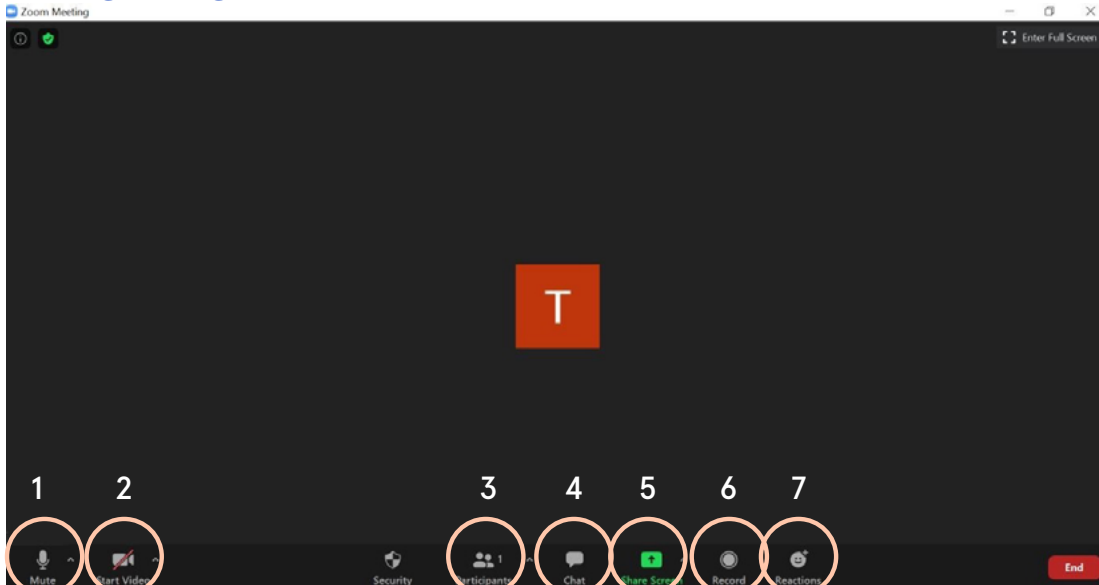 Zoom Meeting
Enter Full Screen
T
1 2 3 4 5 6 7
1
Mute Start Video Security Participants Chat Share Screen Record Reactions End